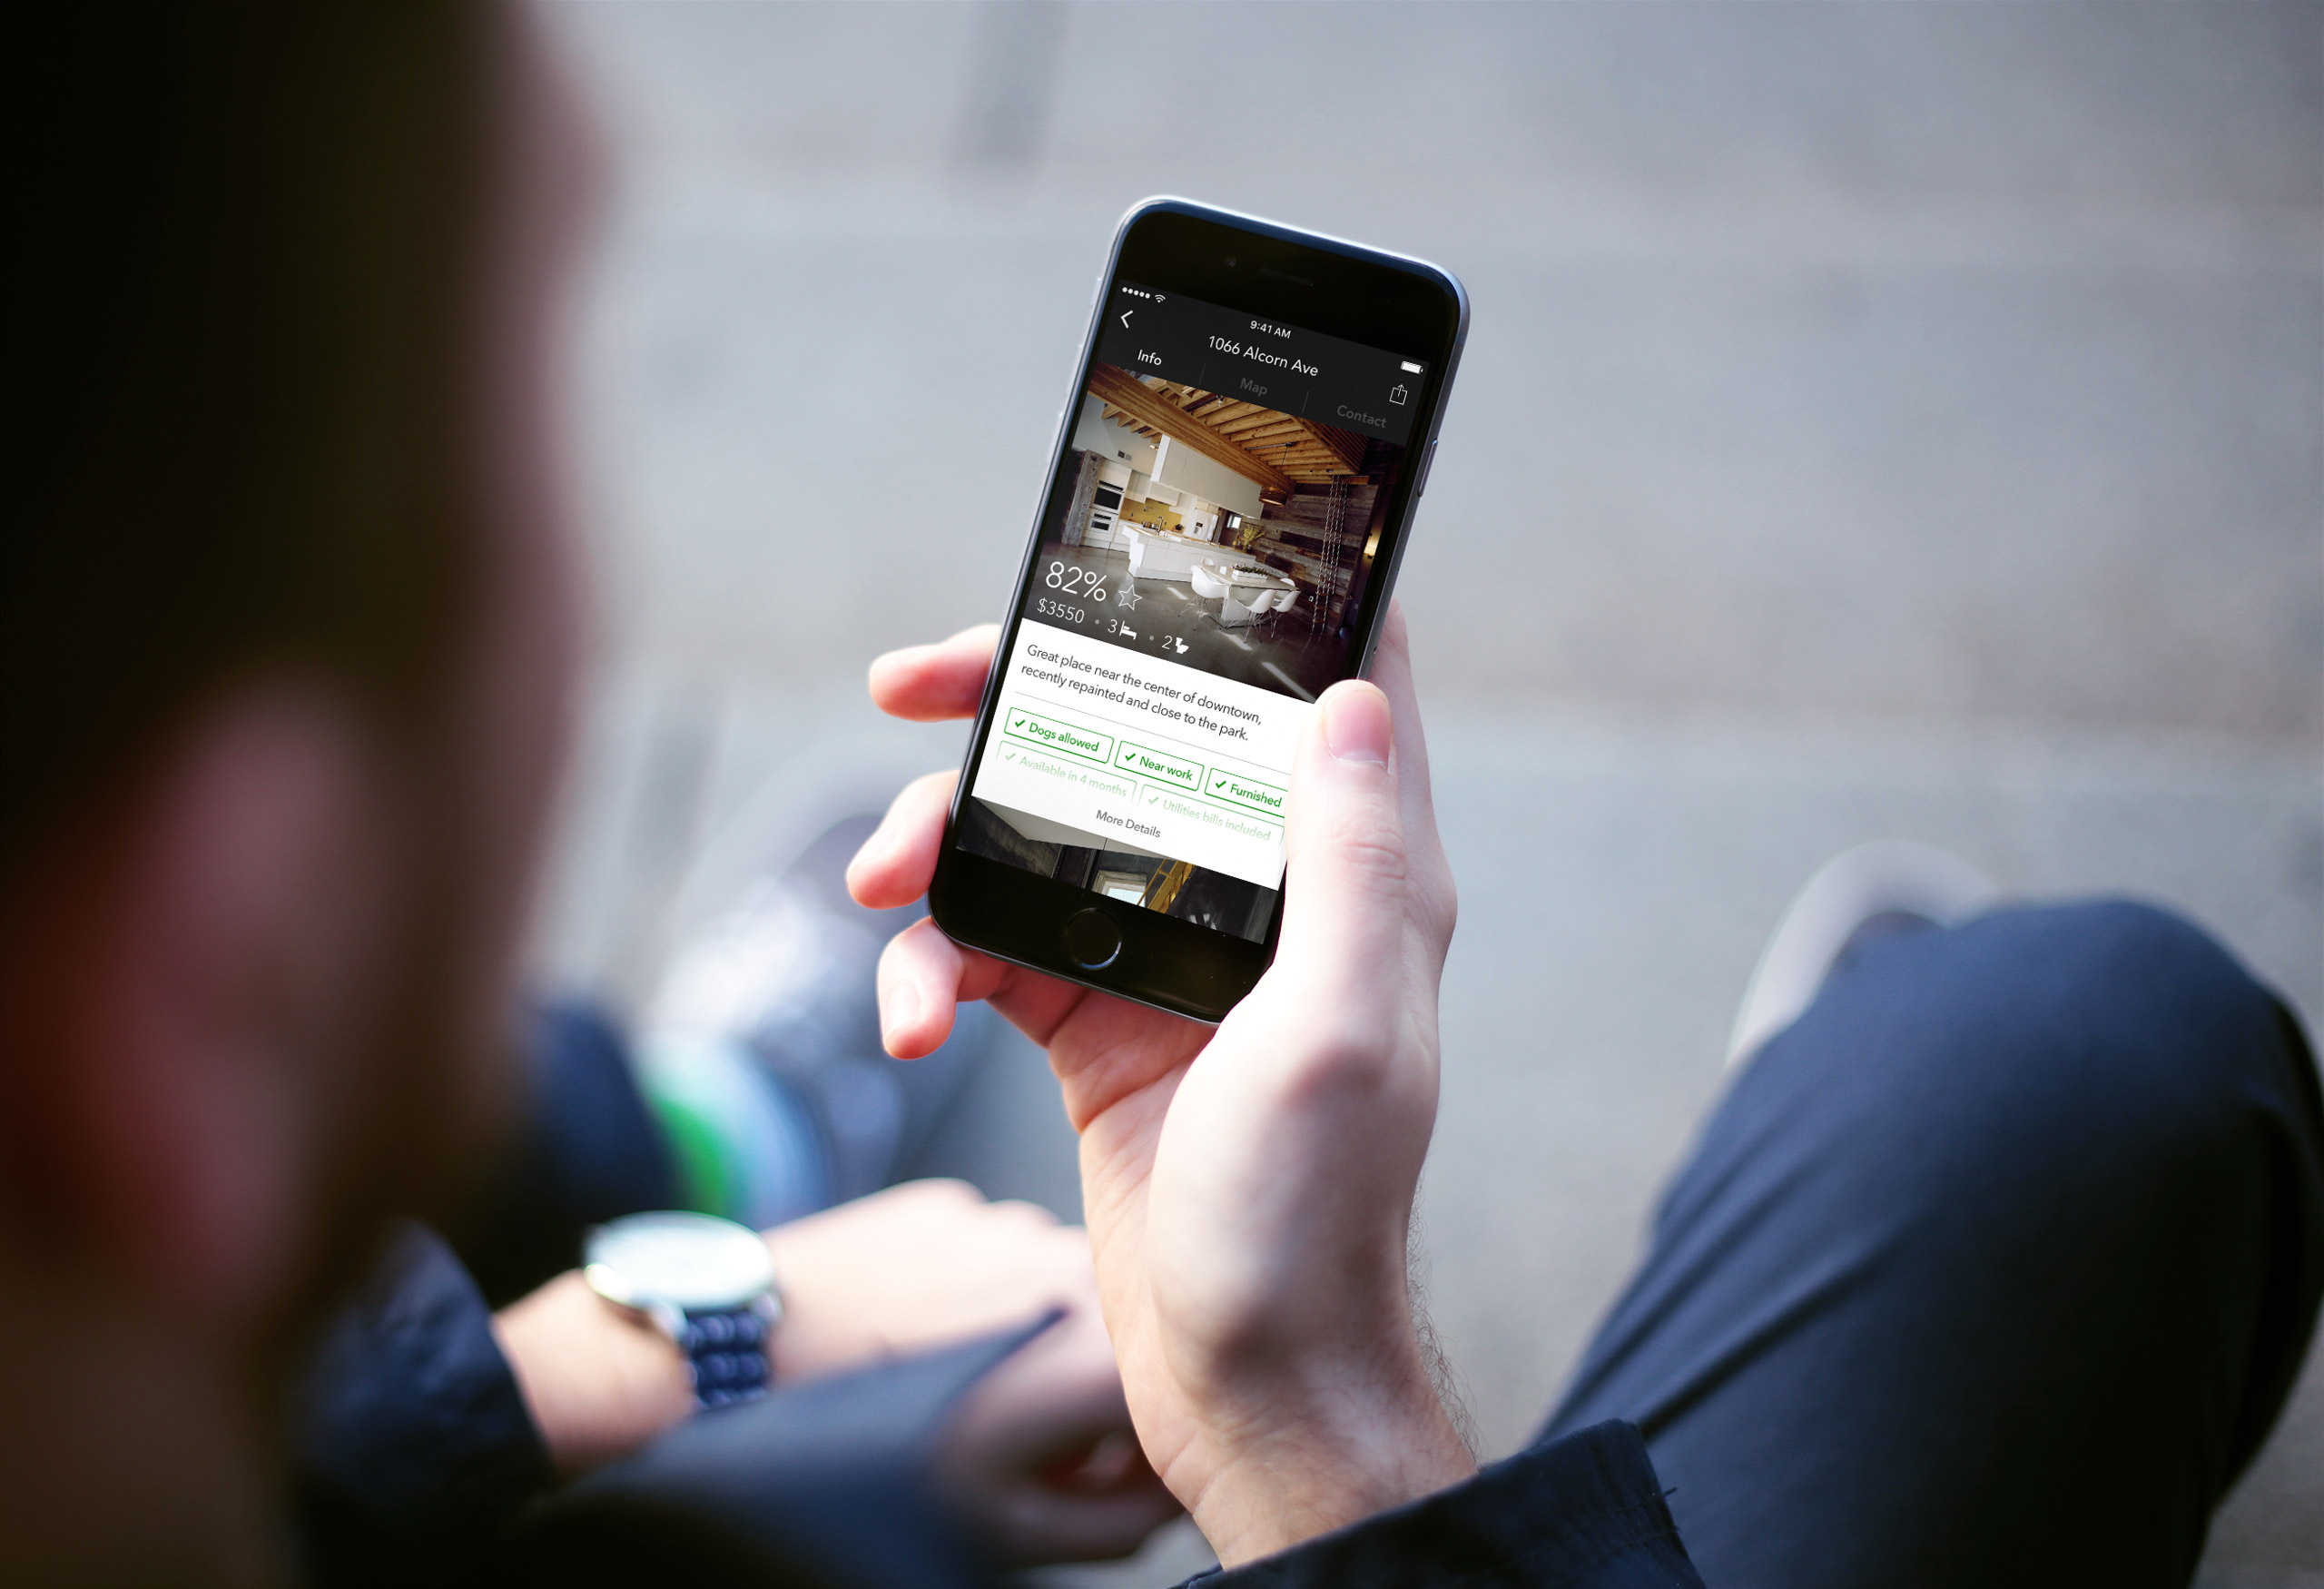 9:41 AM
1066 Alcorn Ave
Info
Map
Contact
82%
$3550 • 3 • 2
Great place near the center of downtown,
recently repainted and close to the park.
Dogs allowed
Near work
Furnished
Available in 4 months
Utilities bills included
More Details